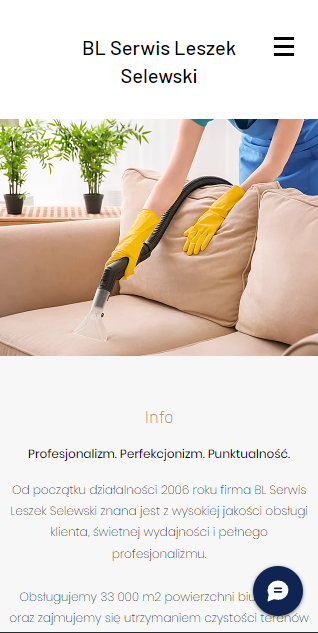 BL Serwis Leszek
Selewski
Info
Profesjonalizm. Perfekcjonizm. Punktualność.
Od początku działalności 2006 roku firma BL Serwis
Leszek Selewski znana jest z wysokiej jakości obsługi
klienta, świetnej wydajności i pełnego
profesjonalizmu.
Obsługujemy 33 000 m2 powierzchni
oraz zajmujemy się utrzymaniem czystości terenów